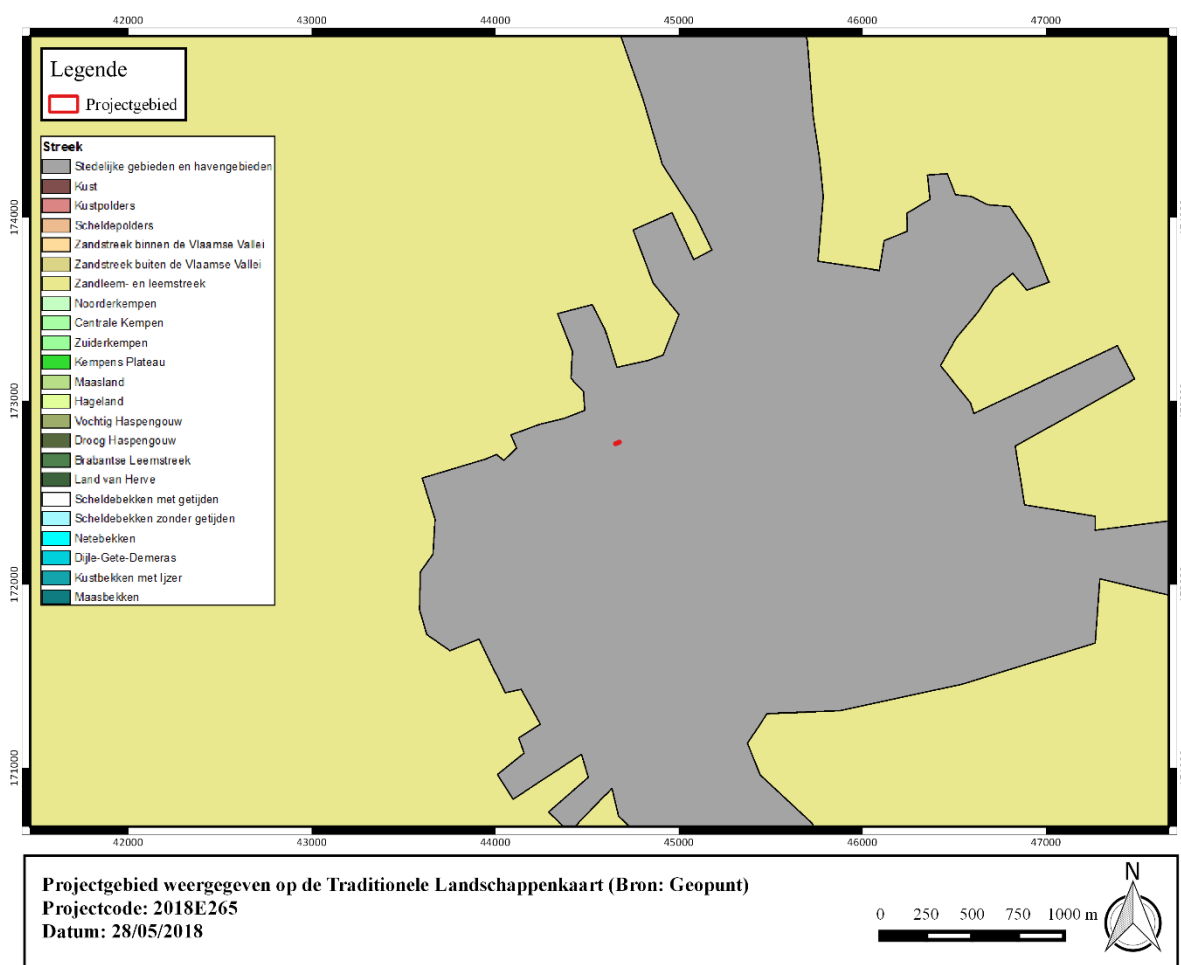 42000 43000 44000 45000 46000 47000
Legende
Projectgebied
Streek
Stedelijke gebieden en havengebieden
Kust
Kustpolders
Scheldepolders
Zandstreek binnen de Vlaamse Vallei
Zandstreek buiten de Vlaamse Vallei
Zandleem- en leemstreek
Noorderkempen
Centrale Kempen
Zuiderkempen
Kempens Plateau
Maasland
Hageland
Vochtig Haspengouw
Droog Haspengouw
Brabantse Leemstreek
Land van Herve
Scheldebekken met getijden
Scheldebekken zonder getijden
Netebekken
Dijle-Gete-Demeras
Kustbekken met Ijzer
Maasbekken
174000
173000
172000
171000
42000 43000 44000 45000 46000 47000
Projectgebied weergegeven op de Traditionele Landschappenkaart (Bron: Geopunt)
Projectcode: 2018E265
Datum: 28/05/2018
0 250 500 750 1000 m
N